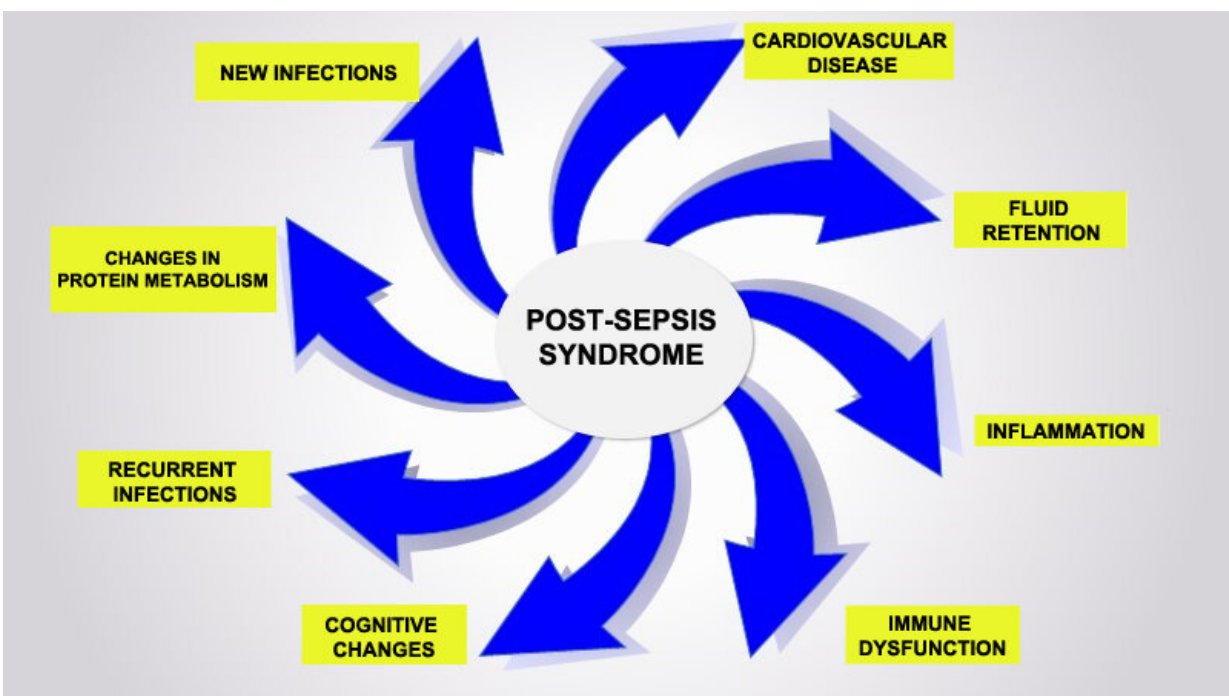 NEW INFECTIONS
CARDIOVASCULAR
DISEASE
FLUID
RETENTION
CHANGES IN
PROTEIN METABOLISM
POST-SEPSIS
SYNDROME
INFLAMMATION
RECURRENT
INFECTIONS
COGNITIVE
CHANGES
IMMUNE
DYSFUNCTION